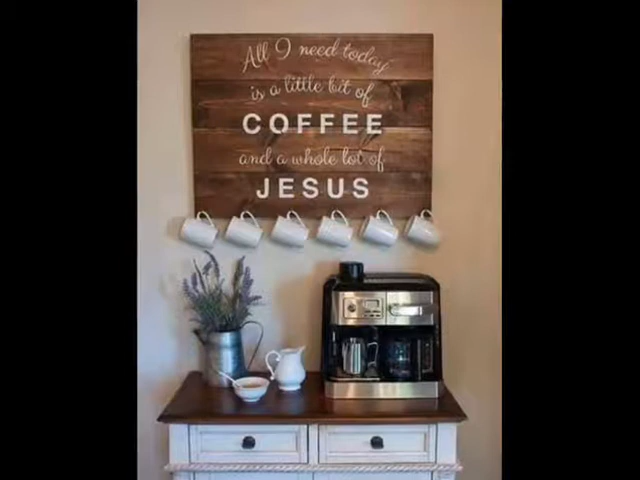 All I need today
is a little bit of
COFFEE
and a whole lot of
JESUS